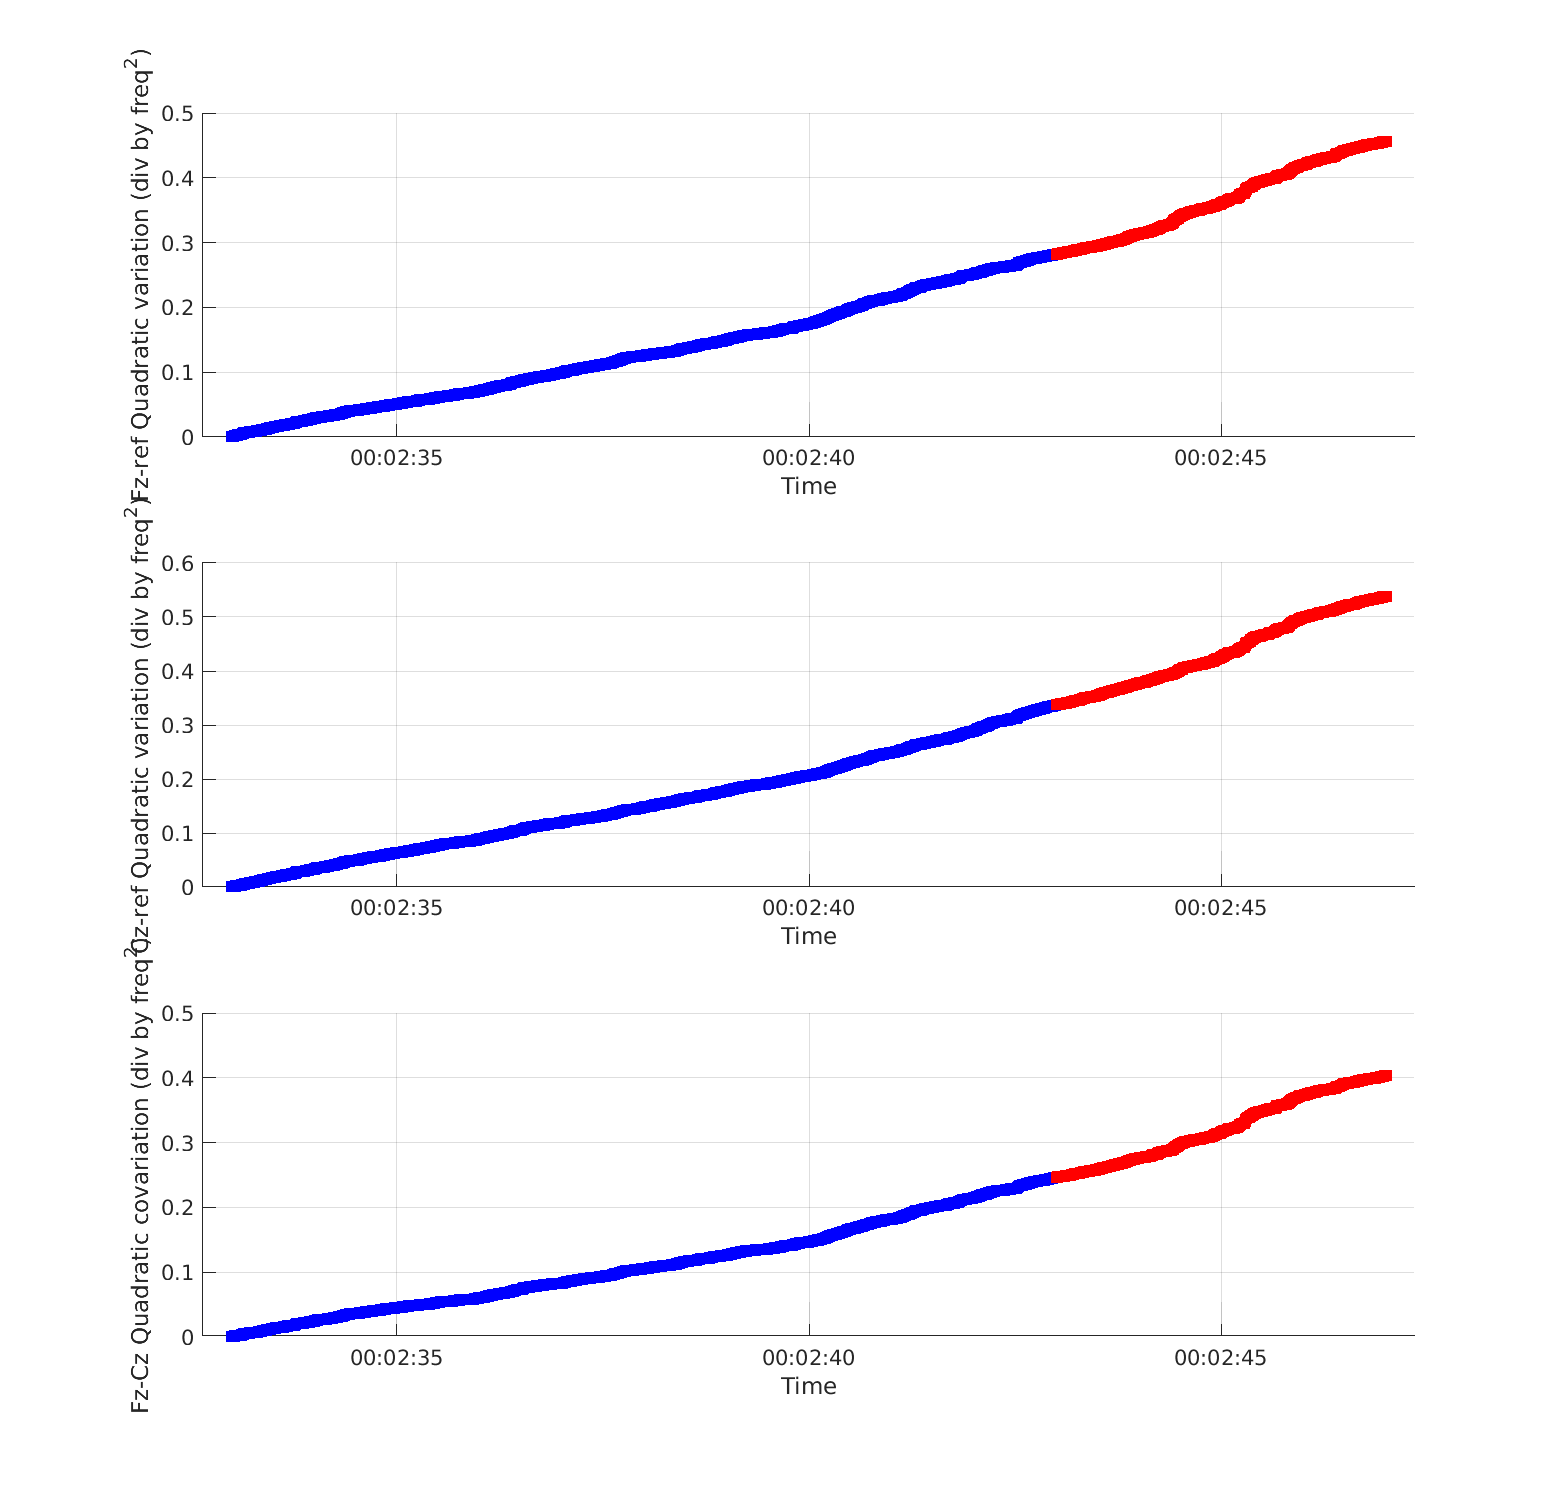 Fz-ref Quadratic variation (div by freq²)
0.5
0.4
0.3
0.2
0.1
0
00:02:35 00:02:40 00:02:45
Time
Cz-ref Quadratic variation (div by freq²)
0.6
0.5
0.4
0.3
0.2
0.1
0
00:02:35 00:02:40 00:02:45
Time
Fz-Cz Quadratic covariation (div by freq²)
0.5
0.4
0.3
0.2
0.1
0
00:02:35 00:02:40 00:02:45
Time